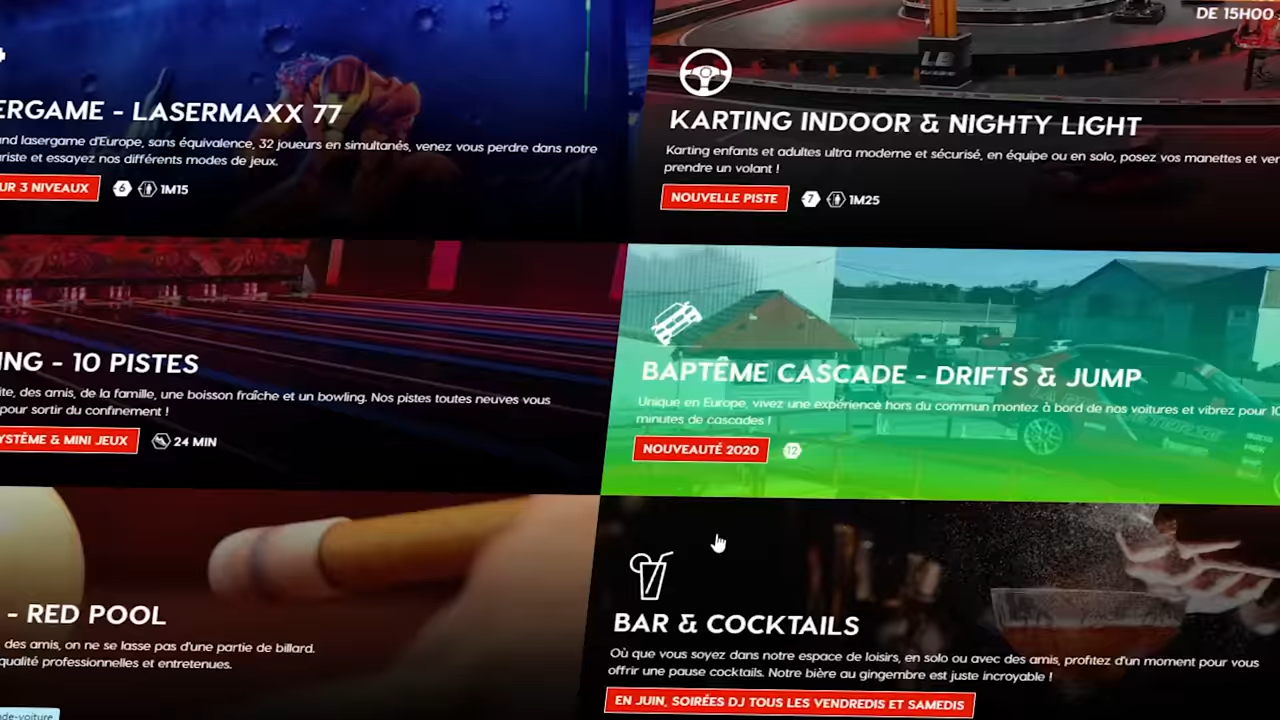 DE 15H00
ERGAME - LASERMAXX 77
nd lasergame d'Europe, sans équivalence, 32 joueurs en simultanés, venez vous perdre dans notre
riste et essayez nos différents modes de jeux.
UR 3 NIVEAUX 6 1M15
KARTING INDOOR & NIGHTY LIGHT
Karting enfants et adultes ultra moderne et sécurisé, en équipe ou en solo, posez vos manettes et ver
prendre un volant !
NOUVELLE PISTE 7 1M25
ING - 10 PISTES
ite, des amis, de la famille, une boisson fraîche et un bowling. Nos pistes toutes neuves vous
pour sortir du confinement !
YSTÈME & MINI JEUX 24 MIN
BAPTÊME CASCADE - DRIFTS & JUMP
Unique en Europe, vivez une expérience hors du commun montez à bord de nos voitures et vibrez pour 10
minutes de cascades !
NOUVEAUTÉ 2020 12
- RED POOL
des amis, on ne se lasse pas d'une partie de billard.
qualité professionnelles et entretenues.
BAR & COCKTAILS
Où que vous soyez dans notre espace de loisirs, en solo ou avec des amis, profitez d'un moment pour vous
offrir une pause cocktails. Notre bière au gingembre est juste incroyable !
EN JUIN, SOIRÉES DJ TOUS LES VENDREDIS ET SAMEDIS
de-voiture